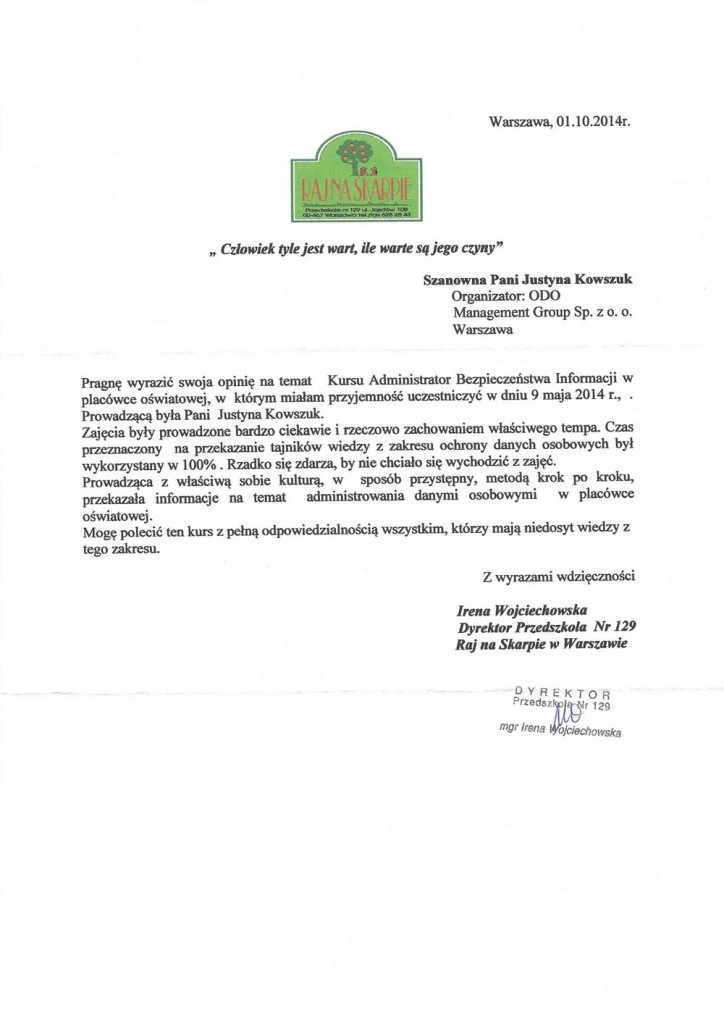 Warszawa, 01.10.2014r.
RAJ NA SKARPIE
Przedszkole nr 129 ul. Jazdów 10B
00-467 Warszawa tel./fax 628 28 43
„ Człowiek tyle jest wart, ile warte są jego czyny”
Szanowna Pani Justyna Kowszuk
Organizator: ODO
Management Group Sp. z o. o.
Warszawa
Pragnę wyrazić swoja opinię na temat Kursu Administrator Bezpieczeństwa Informacji w
placówce oświatowej, w którym miałam przyjemność uczestniczyć w dniu 9 maja 2014 r., .
Prowadzącą była Pani Justyna Kowszuk.
Zajęcia były prowadzone bardzo ciekawie i rzeczowo zachowaniem właściwego tempa. Czas
przeznaczony na przekazanie tajników wiedzy z zakresu ochrony danych osobowych był
wykorzystany w 100% . Rzadko się zdarza, by nie chciało się wychodzić z zajęć.
Prowadząca z właściwą sobie kulturą, w sposób przystępny, metodą krok po kroku,
przekazała informacje na temat administrowania danymi osobowymi w placówce
oświatowej.
Mogę polecić ten kurs z pełną odpowiedzialnością wszystkim, którzy mają niedosyt wiedzy z
tego zakresu.
Z wyrazami wdzięczności
Irena Wojciechowska
Dyrektor Przedszkola Nr 129
Raj na Skarpie w Warszawie
DYREKTOR
Przedszkola Nr 129
mgr Irena Wojciechowska